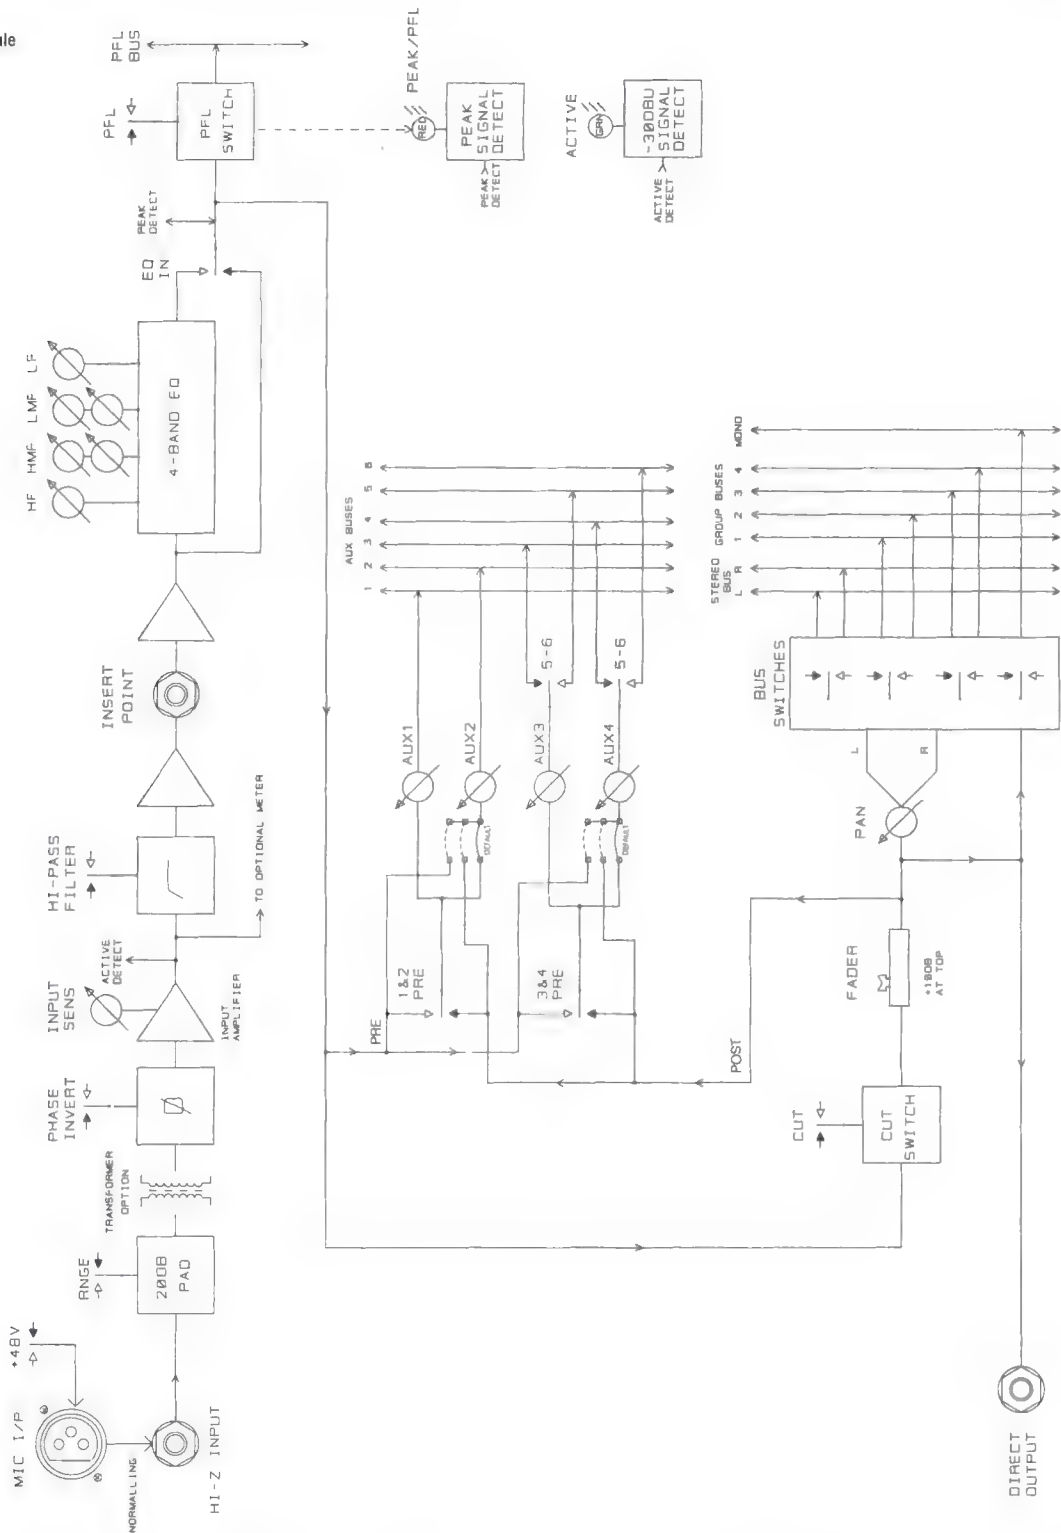 ule
MIC I/P
+48V
NORMALLING
HI-Z INPUT
RNGE
20DB
PAD
TRANSFORMER
OPTION
PHASE
INVERT
Ø
INPUT
SENS
INPUT
AMPLIFIER
ACTIVE
DETECT
TO OPTIONAL METER
HI-PASS
FILTER
INSERT
POINT
HF
HMF
LMF
LF
4-BAND EQ
EQ
IN
PEAK
DETECT
PFL
PFL
SWITCH
PFL
BUS
PEAK/PFL
RED
PEAK
SIGNAL
DETECT
PEAK
DETECT
ACTIVE
GRN
-30DBU
SIGNAL
DETECT
ACTIVE
DETECT
PRE
1&2
PRE
3&4
PRE
POST
DEFAULT
DEFAULT
AUX1
AUX2
AUX3
AUX4
5-6
5-6
AUX BUSES
1
2
3
4
5
6
CUT
CUT
SWITCH
FADER
+10DB
AT TOP
PAN
L
R
BUS
SWITCHES
STEREO
BUS
L
R
GROUP BUSES
1
2
3
4
MONO
DIRECT
OUTPUT